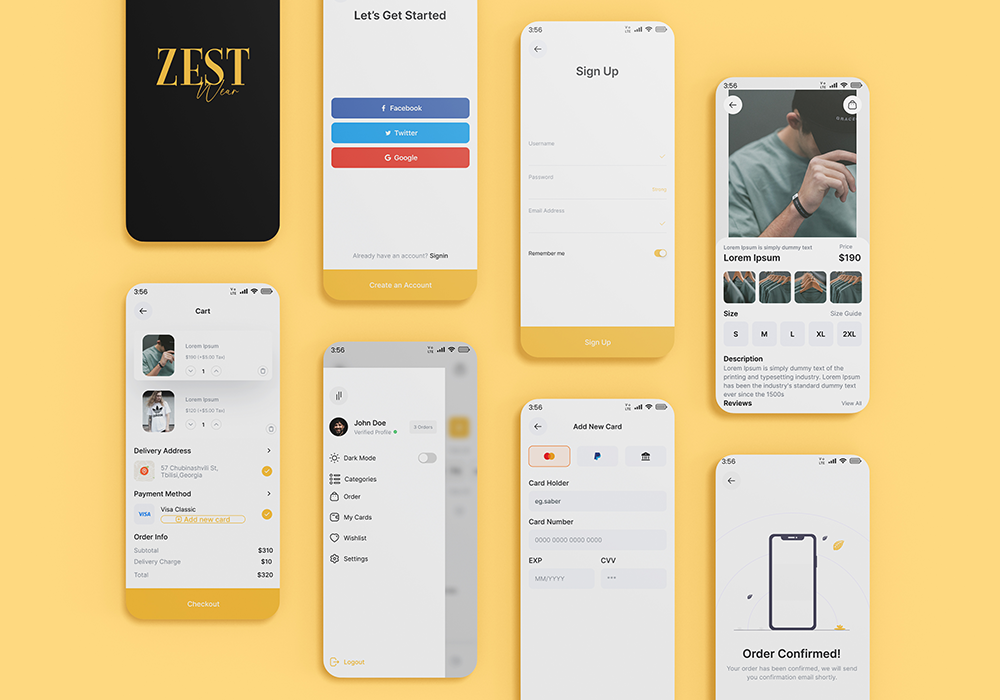 ZEST
Wear
Let's Get Started
Facebook
Twitter
Google
Already have an account? Signin
Create an Account
3:56
Sign Up
Username
Password
Strong
Email Address
Remember me
Sign Up
3:56
Lorem Ipsum is simply dummy text
Price
Lorem Ipsum
$190
Size
Size Guide
S
M
L
XL
2XL
Description
Lorem Ipsum is simply dummy text of the
printing and typesetting industry. Lorem Ipsum
has been the industry's standard dummy text
ever since the 1500s
Reviews
View All
3:56
Cart
Lorem Ipsum
$190 (+$5.00 Tax)
1
Lorem Ipsum
$120 (+$5.00 Tax)
1
Delivery Address
57 Chubinashvili St,
Tbilisi,Georgia
Payment Method
VISA
Visa Classic
Add new card
Order Info
Subtotal
$310
Delivery Charge
$10
Total
$320
Checkout
3:56
John Doe
Verified Profile
3 Orders
Dark Mode
Categories
Order
My Cards
Wishlist
Settings
Logout
3:56
Add New Card
Card Holder
eg.saber
Card Number
0000 0000 0000 0000
EXP
CVV
MM/YYYY
***
3:56
Order Confirmed!
Your order has been confirmed, we will send
you confirmation email shortly.